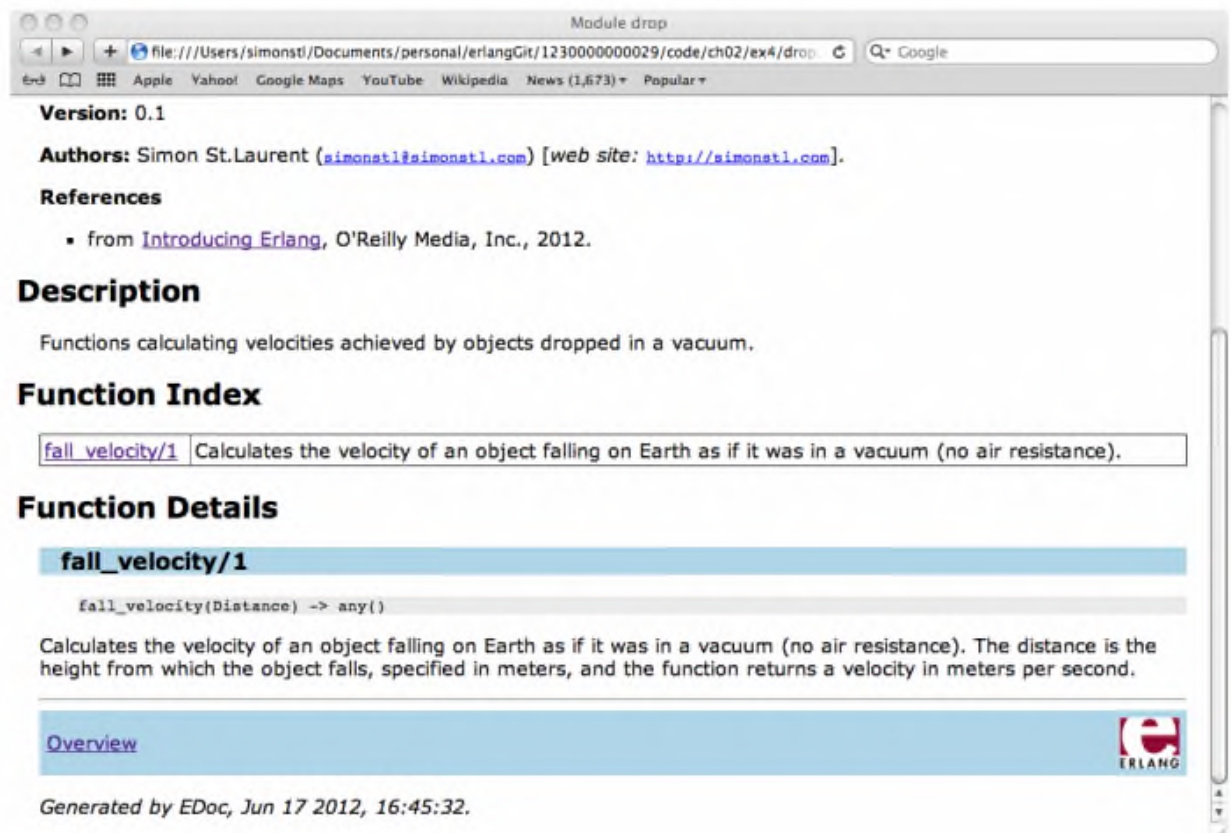 Module drop
file:///Users/simonstl/Documents/personal/erlangGit/1230000000029/code/ch02/ex4/drop.
Google
Apple Yahoo! Google Maps YouTube Wikipedia News (1,673) Popular
Version: 0.1
Authors: Simon St.Laurent (simonstl@simonstl.com) [web site: http://simonstl.com].
References
▪ from Introducing Erlang, O'Reilly Media, Inc., 2012.
Description
Functions calculating velocities achieved by objects dropped in a vacuum.
Function Index
fall_velocity/1 Calculates the velocity of an object falling on Earth as if it was in a vacuum (no air resistance).
Function Details
fall_velocity/1
fall_velocity(Distance) -> any()
Calculates the velocity of an object falling on Earth as if it was in a vacuum (no air resistance). The distance is the
height from which the object falls, specified in meters, and the function returns a velocity in meters per second.
Overview
e
ERLANG
Generated by EDoc, Jun 17 2012, 16:45:32.